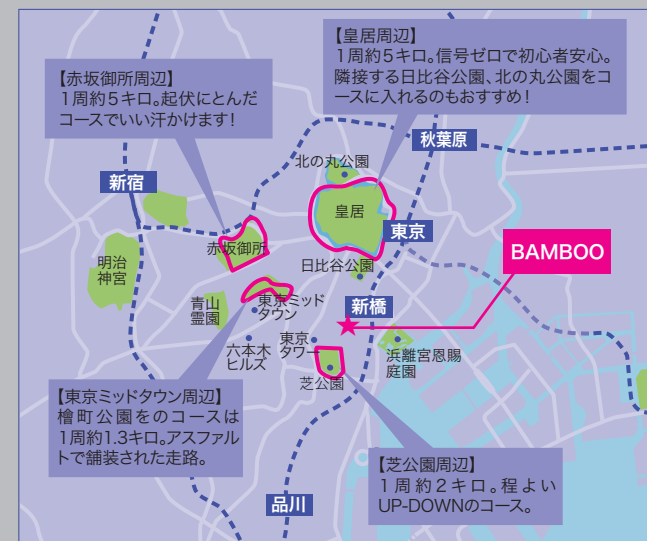 【皇居周辺】
1周約5キロ。信号ゼロで初心者安心。
隣接する日比谷公園、北の丸公園をコ
ースに入れるのもおすすめ！
【赤坂御所周辺】
1周約5キロ。起伏にとんだ
コースでいい汗かけます！
秋葉原
北の丸公園
新宿
皇居
東京
赤坂御所
BAMBOO
明治
神宮
日比谷公園
青山
霊園
東京ミッド
タウン
新橋
六本木
ヒルズ
東京
タワー
浜離宮恩賜
庭園
芝公園
【東京ミッドタウン周辺】
檜町公園をのコースは
1周約1.3キロ。アスファル
トで舗装された走路。
【芝公園周辺】
1周約2キロ。程よい
UP-DOWNのコース。
品川